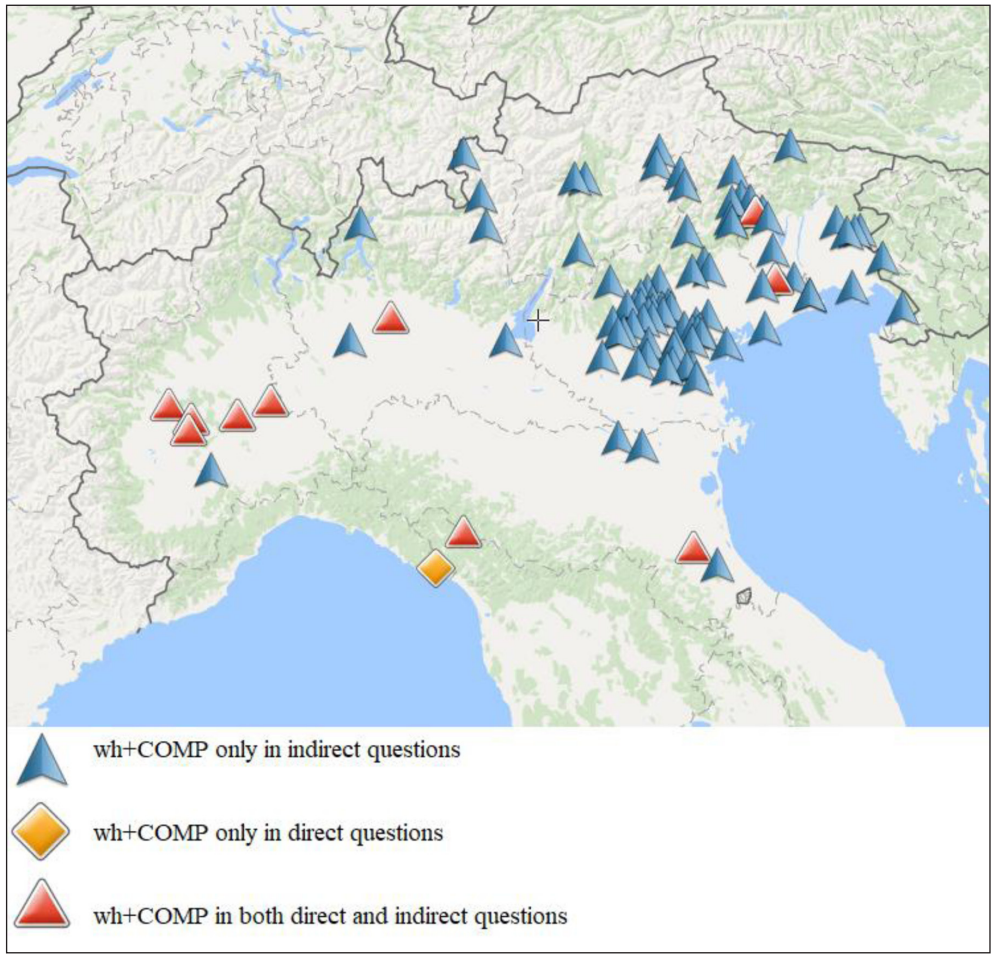 wh+COMP only in indirect questions
wh+COMP only in direct questions
wh+COMP in both direct and indirect questions